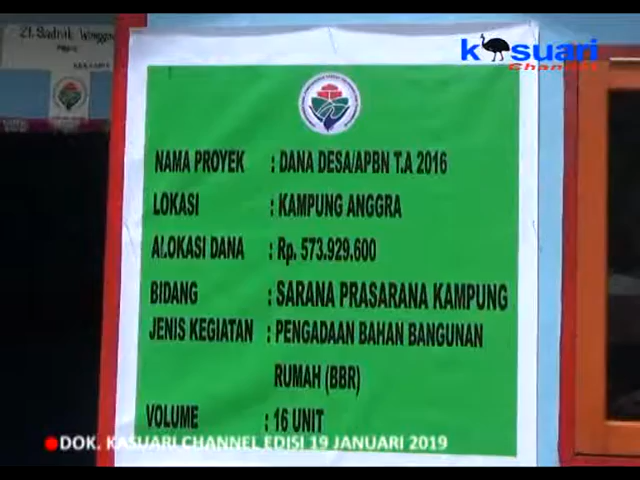 kasuari
Channel
NAMA PROYEK : DANA DESA/APBN T.A 2016
LOKASI : KAMPUNG ANGGRA
ALOKASI DANA : Rp. 573.929.600
BIDANG : SARANA PRASARANA KAMPUNG
JENIS KEGIATAN : PENGADAAN BAHAN BANGUNAN
RUMAH (BBR)
VOLUME : 16 UNIT
DOK. KASUARI CHANNEL EDISI 19 JANUARI 2019